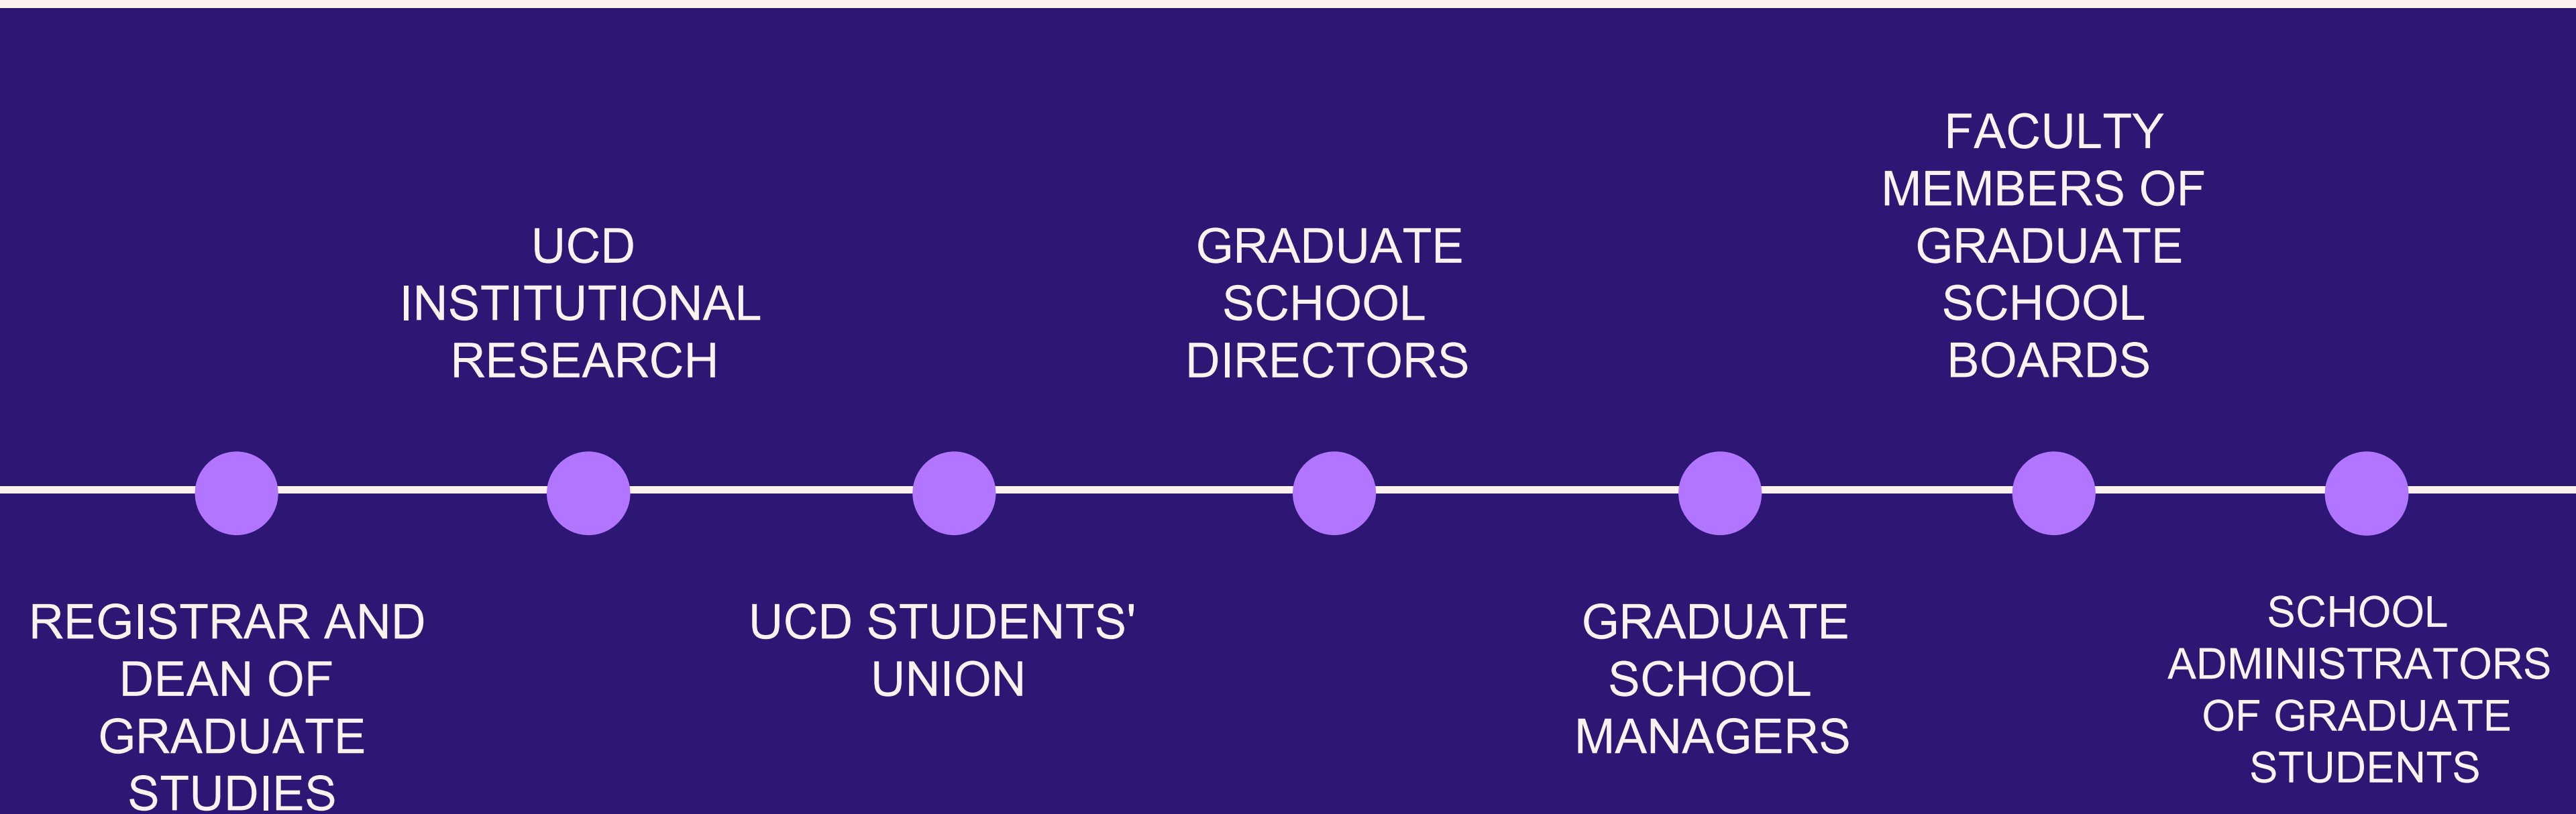 REGISTRAR AND
DEAN OF
GRADUATE
STUDIES
UCD
INSTITUTIONAL
RESEARCH
UCD STUDENTS'
UNION
GRADUATE
SCHOOL
DIRECTORS
GRADUATE
SCHOOL
MANAGERS
FACULTY
MEMBERS OF
GRADUATE
SCHOOL
BOARDS
SCHOOL
ADMINISTRATORS
OF GRADUATE
STUDENTS